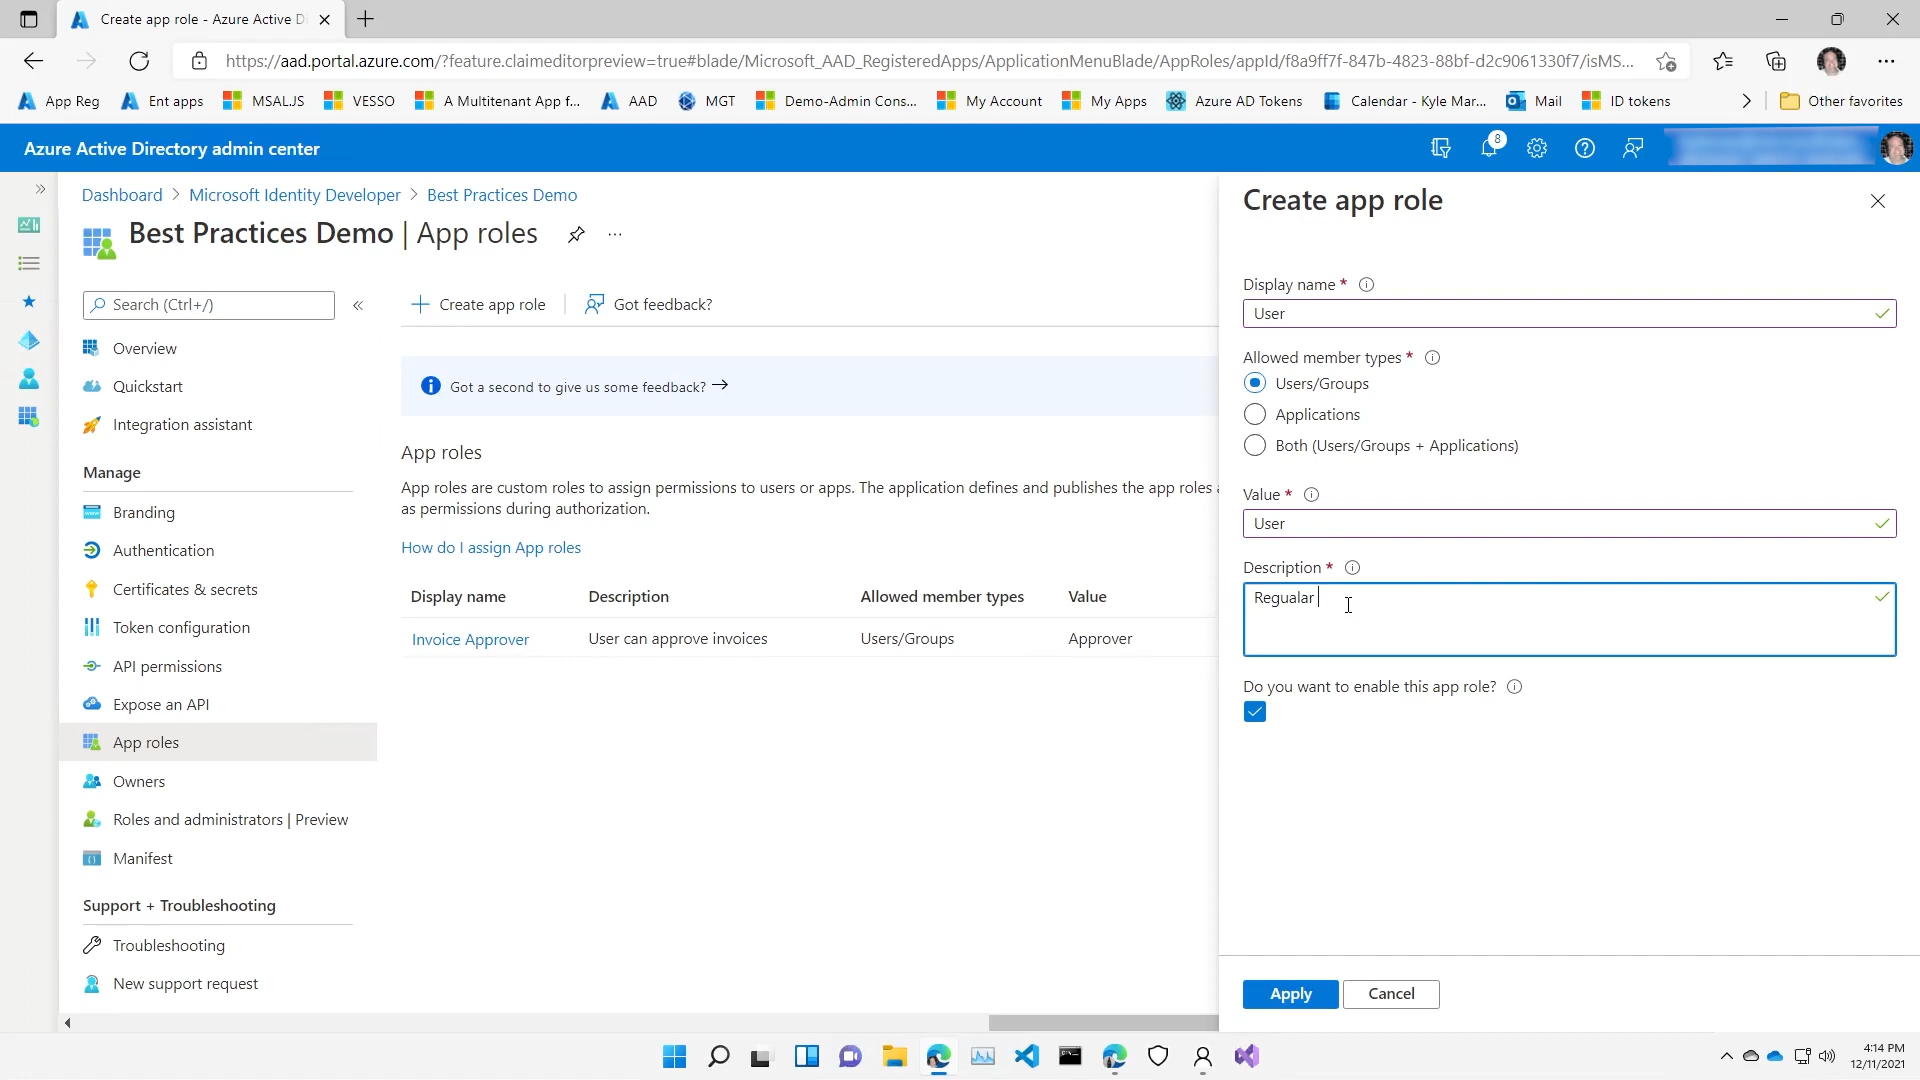 Create app role - Azure Active D
https://aad.portal.azure.com/?feature.claimeditorpreview=true#blade/Microsoft_AAD_RegisteredApps/ApplicationMenuBlade/AppRoles/appId/f8a9ff7f-847b-4823-88bf-d2c9061330f7/isMS...
App Reg Ent apps MSALJS VESSO A Multitenant App f... AAD MGT Demo-Admin Cons... My Account My Apps Azure AD Tokens Calendar - Kyle Mar... Mail ID tokens Other favorites
Azure Active Directory admin center 8
Dashboard > Microsoft Identity Developer > Best Practices Demo
Best Practices Demo | App roles ...
Search (Ctrl+/)
Overview
Quickstart
Integration assistant
Manage
Branding
Authentication
Certificates & secrets
Token configuration
API permissions
Expose an API
App roles
Owners
Roles and administrators | Preview
Manifest
Support + Troubleshooting
Troubleshooting
New support request
Create app role Got feedback?
Got a second to give us some feedback?
App roles
App roles are custom roles to assign permissions to users or apps. The application defines and publishes the app roles
as permissions during authorization.
How do I assign App roles
Display name Description Allowed member types Value
Invoice Approver User can approve invoices Users/Groups Approver
Create app role
Display name *
User
Allowed member types *
Users/Groups
Applications
Both (Users/Groups + Applications)
Value *
User
Description *
Regualar
Do you want to enable this app role?
Apply Cancel
4:14 PM
12/11/2021